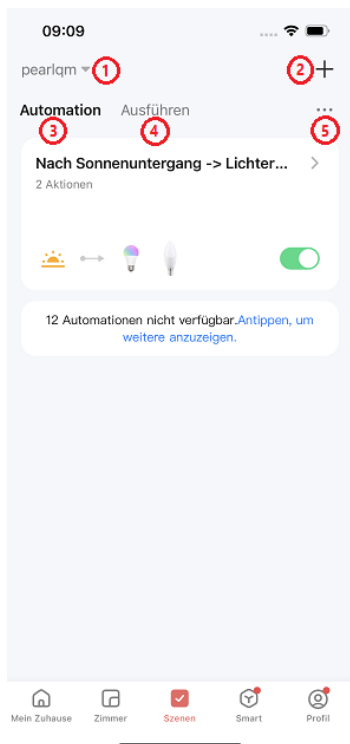 09:09
pearlqm 1 2
Automation Ausführen ...
3 4 5
Nach Sonnenuntergang -> Lichter...
2 Aktionen
12 Automationen nicht verfügbar.Antippen, um
weitere anzuzeigen.
Mein Zuhause Zimmer Szenen Smart Profil